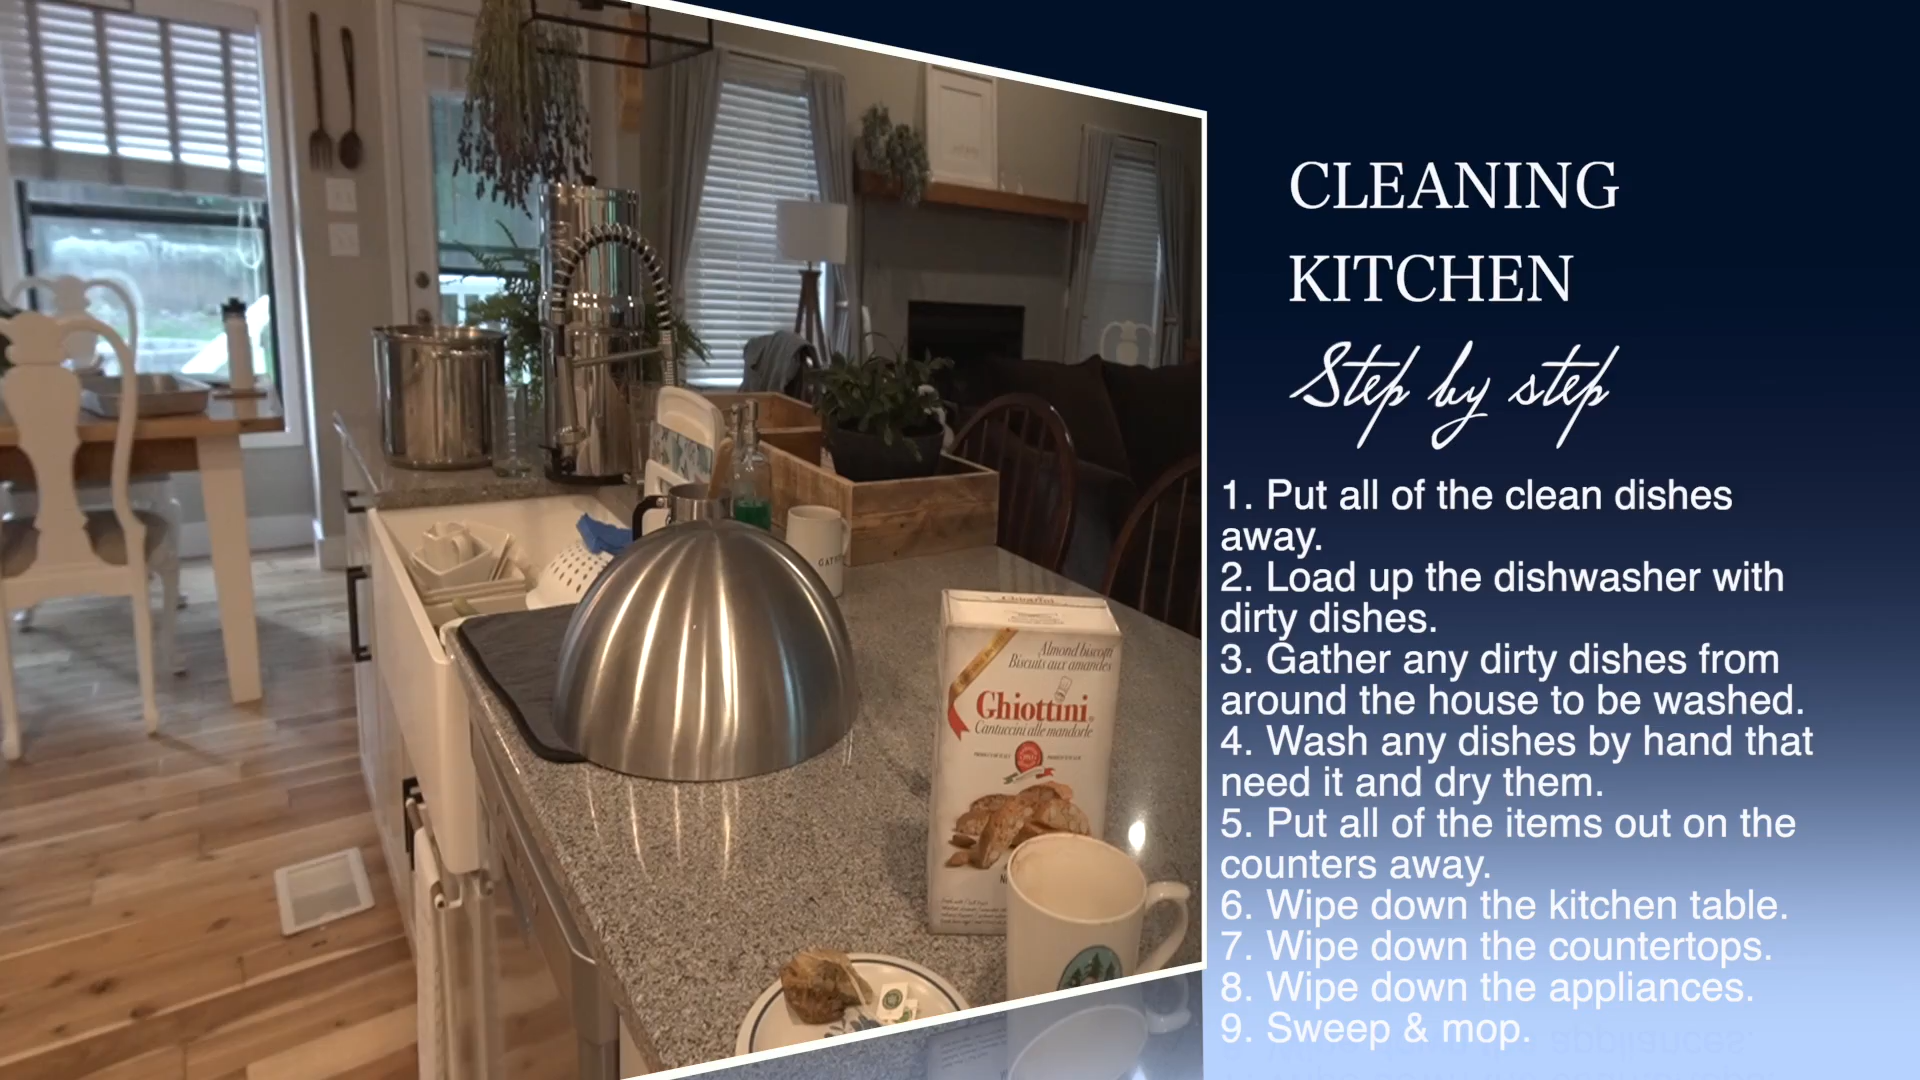 CLEANING
KITCHEN
Step by step
1. Put all of the clean dishes
away.
2. Load up the dishwasher with
dirty dishes.
3. Gather any dirty dishes from
around the house to be washed.
4. Wash any dishes by hand that
need it and dry them.
5. Put all of the items out on the
counters away.
6. Wipe down the kitchen table.
7. Wipe down the countertops.
8. Wipe down the appliances.
9. Sweep & mop.
Almond biscotti
Biscuits aux amandes
Ghiottini
Cantuccini alle mandorle